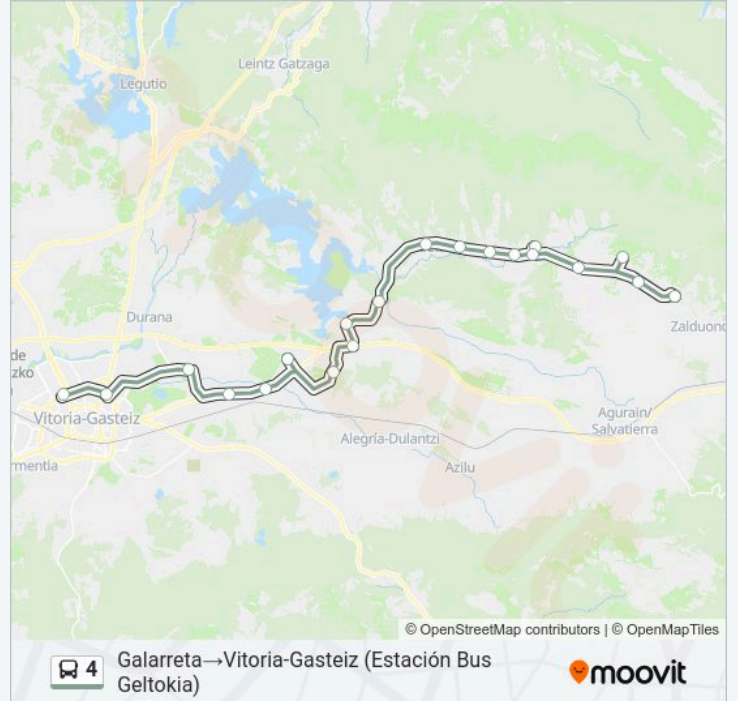 Leintz Gatzaga
Legutio
Durana
Zalduond
de
zko
Vitoria-Gasteiz
Agurain/
Salvatierra
Alegría-Dulantzi
mentia
Azilu
© OpenStreetMap contributors | © OpenMapTiles
4 Galarreta→Vitoria-Gasteiz (Estación Bus
Geltokia)
moovit